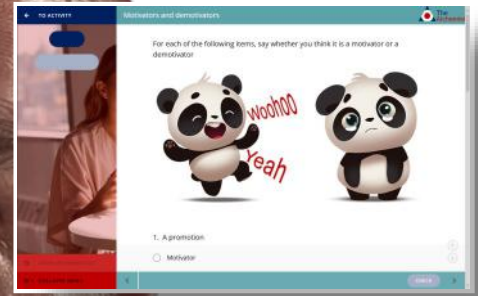 ← TO ACTIVITY
Motivators and demotivators
The
Alchemist
For each of the following items, say whether you think it is a motivator or a
demotivator
woohoo
Yeah
1. A promotion
Motivator